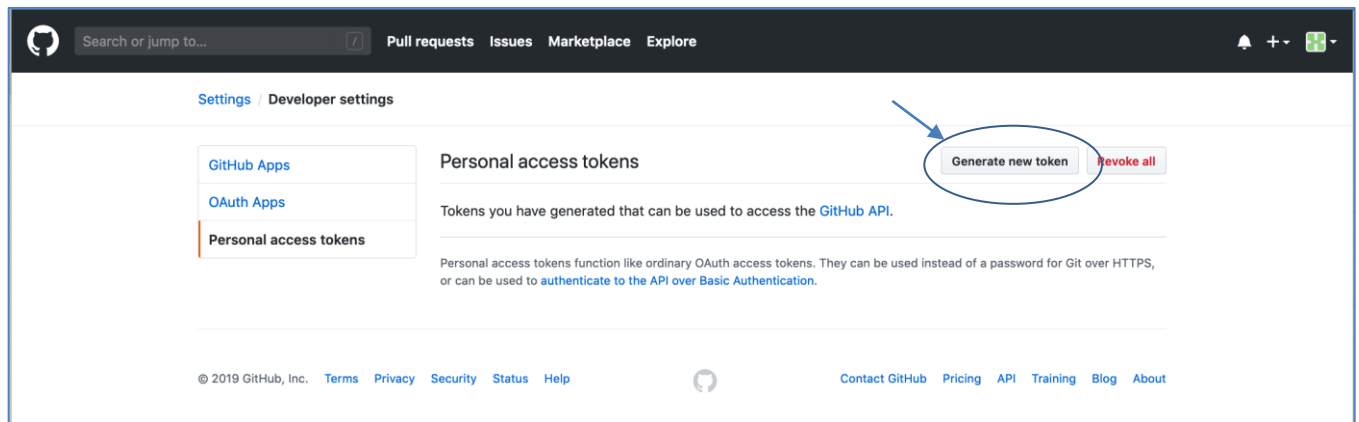 Search or jump to... / Pull requests Issues Marketplace Explore
Settings / Developer settings
GitHub Apps
OAuth Apps
Personal access tokens
Personal access tokens Generate new token Revoke all
Tokens you have generated that can be used to access the GitHub API.
Personal access tokens function like ordinary OAuth access tokens. They can be used instead of a password for Git over HTTPS,
or can be used to authenticate to the API over Basic Authentication.
© 2019 GitHub, Inc. Terms Privacy Security Status Help Contact GitHub Pricing API Training Blog About